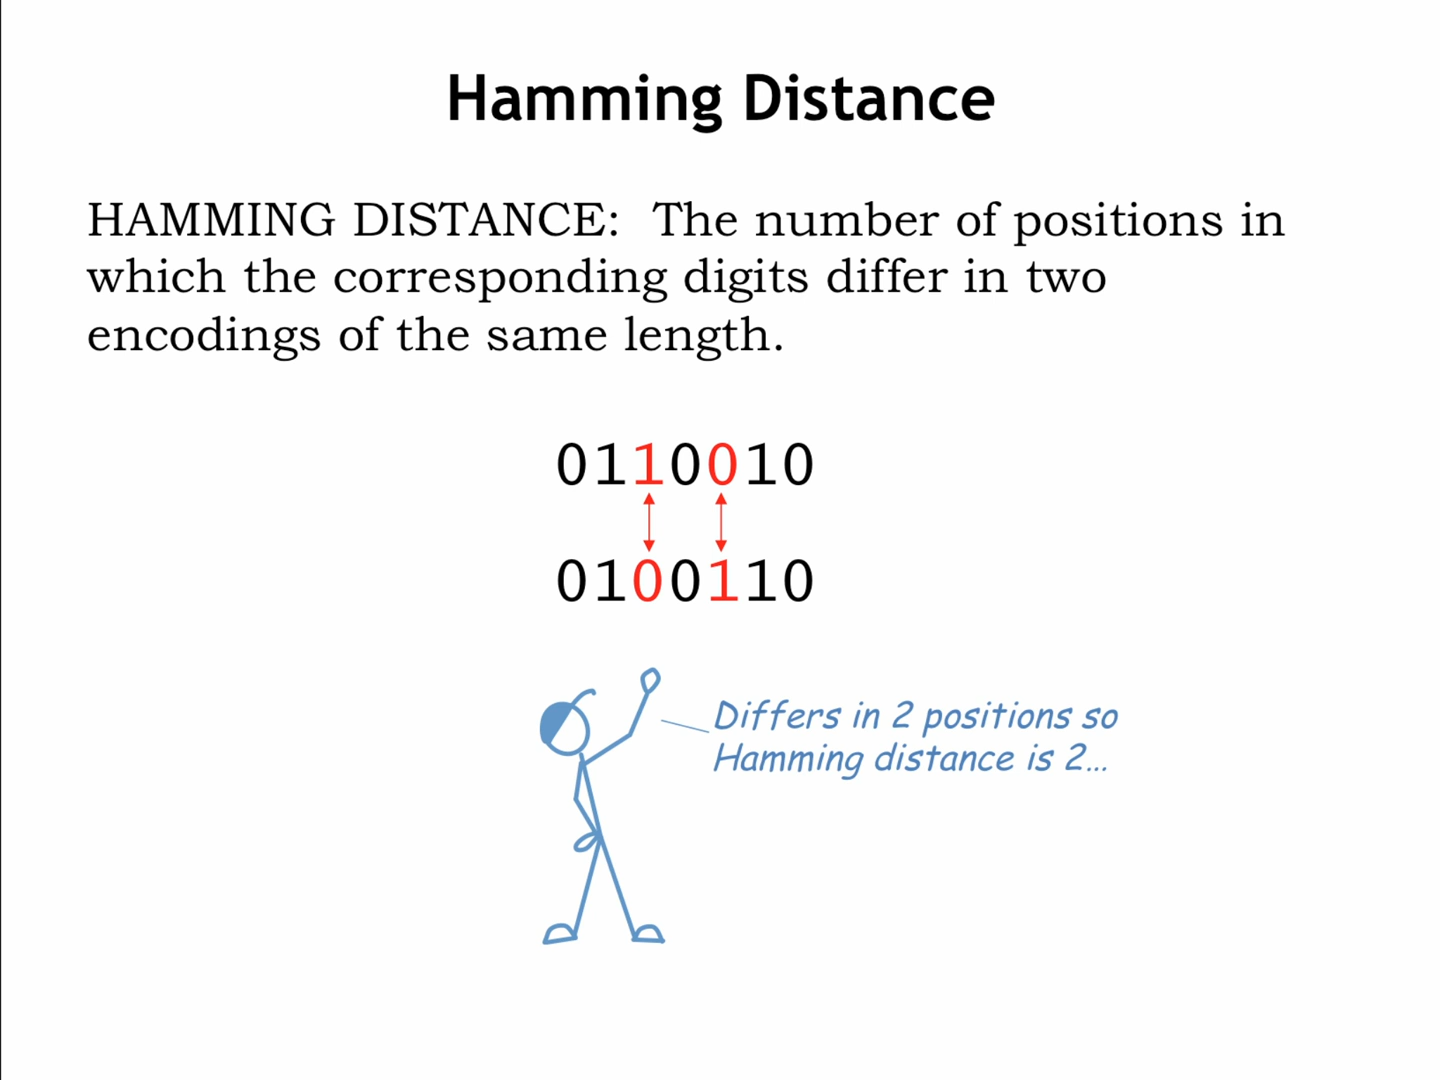 Hamming Distance
HAMMING DISTANCE: The number of positions in
which the corresponding digits differ in two
encodings of the same length.
0110010
0100110
Differs in 2 positions so
Hamming distance is 2…